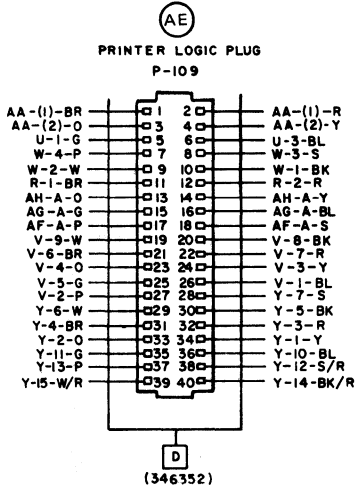 AE
PRINTER LOGIC PLUG
P-109
AA-(1)-BR 1 2 AA-(1)-R
AA-(2)-O 3 4 AA-(2)-Y
U-1-G 5 6 U-3-BL
W-4-P 7 8 W-3-S
W-2-W 9 10 W-1-BK
R-1-BR 11 12 R-2-R
AH-A-O 13 14 AH-A-Y
AG-A-G 15 16 AG-A-BL
AF-A-P 17 18 AF-A-S
V-9-W 19 20 V-8-BK
V-6-BR 21 22 V-7-R
V-4-O 23 24 V-3-Y
V-5-G 25 26 V-1-BL
V-2-P 27 28 Y-7-S
Y-6-W 29 30 Y-5-BK
Y-4-BR 31 32 Y-3-R
Y-2-O 33 34 Y-1-Y
Y-11-G 35 36 Y-10-BL
Y-13-P 37 38 Y-12-S/R
Y-15-W/R 39 40 Y-14-BK/R
D
(346352)